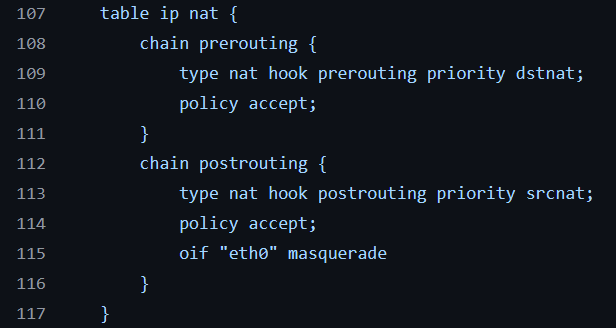 107 table ip nat {
108 chain prerouting {
109 type nat hook prerouting priority dstnat;
110 policy accept;
111 }
112 chain postrouting {
113 type nat hook postrouting priority srcnat;
114 policy accept;
115 oif "eth0" masquerade
116 }
117 }